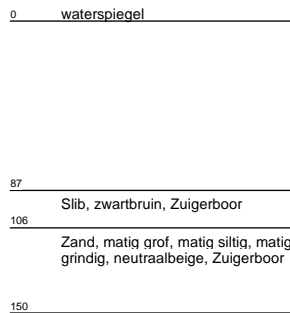 0 waterspiegel
87
Slib, zwartbruin, Zuigerboor
106
Zand, matig grof, matig siltig, matig
grindig, neutraalbeige, Zuigerboor
150